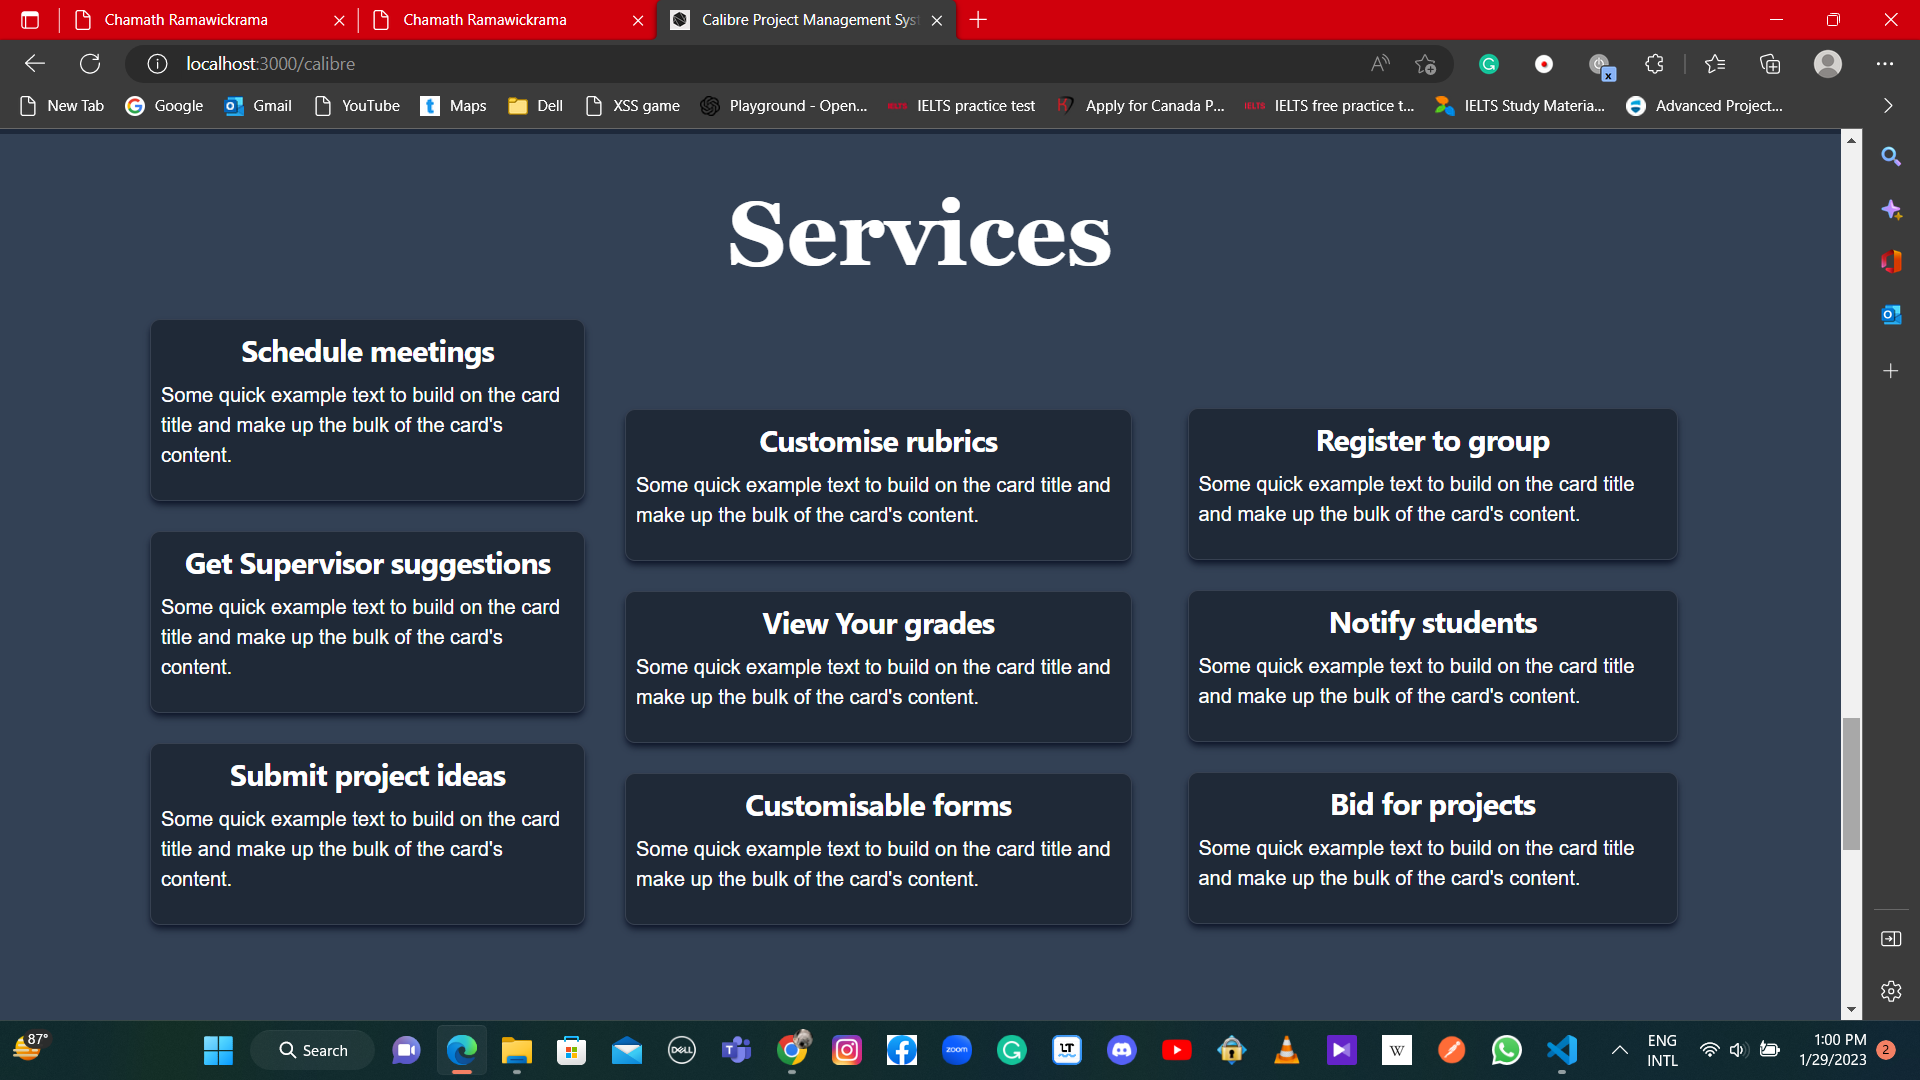 Chamath Ramawickrama
Chamath Ramawickrama
Calibre Project Management Syst
localhost:3000/calibre
New Tab
Google
Gmail
YouTube
Maps
Dell
XSS game
Playground - Open...
IELTS practice test
Apply for Canada P...
IELTS free practice t...
IELTS Study Materia...
Advanced Project...
Services
Schedule meetings
Some quick example text to build on the card
title and make up the bulk of the card's
content.
Get Supervisor suggestions
Some quick example text to build on the card
title and make up the bulk of the card's
content.
Submit project ideas
Some quick example text to build on the card
title and make up the bulk of the card's
content.
Customise rubrics
Some quick example text to build on the card title and
make up the bulk of the card's content.
View Your grades
Some quick example text to build on the card title and
make up the bulk of the card's content.
Customisable forms
Some quick example text to build on the card title and
make up the bulk of the card's content.
Register to group
Some quick example text to build on the card title
and make up the bulk of the card's content.
Notify students
Some quick example text to build on the card title
and make up the bulk of the card's content.
Bid for projects
Some quick example text to build on the card title
and make up the bulk of the card's content.
87°
Search
DELL
zoom
LT
W
ENG
INTL
1:00 PM
1/29/2023
2